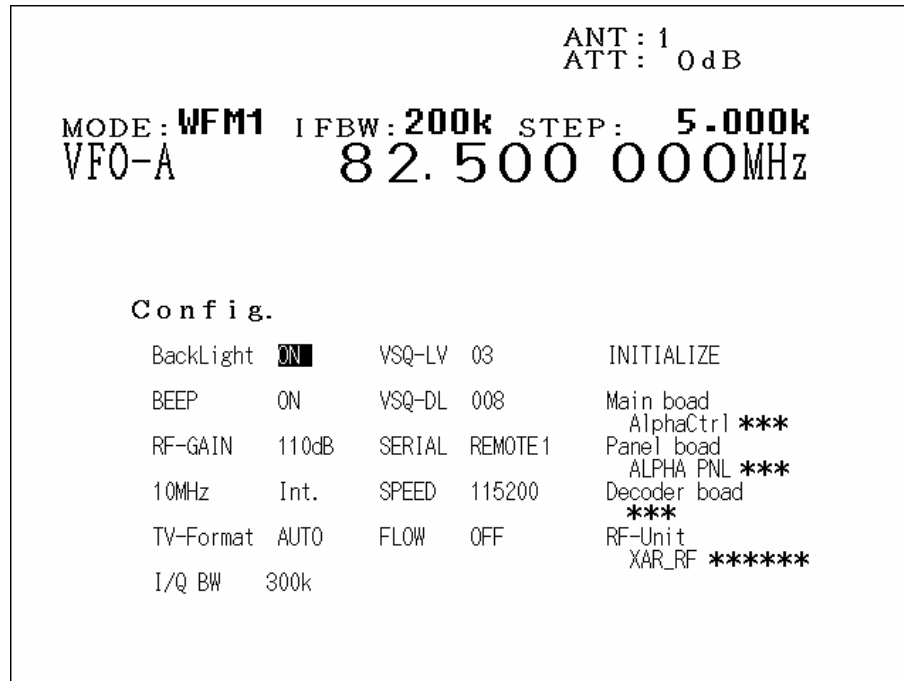 ANT:1
ATT: 0dB
MODE:WFM1 IFBW:200k STEP: 5.000k
VFO-A 82.500 000MHz
Config.
BackLight ON VSQ-LV 03 INITIALIZE
BEEP ON VSQ-DL 008 Main boad
AlphaCtrl ***
RF-GAIN 110dB SERIAL REMOTE1 Panel boad
ALPHA PNL ***
10MHz Int. SPEED 115200 Decoder boad
***
TV-Format AUTO FLOW OFF RF-Unit
XAR_RF ******
I/Q BW 300k